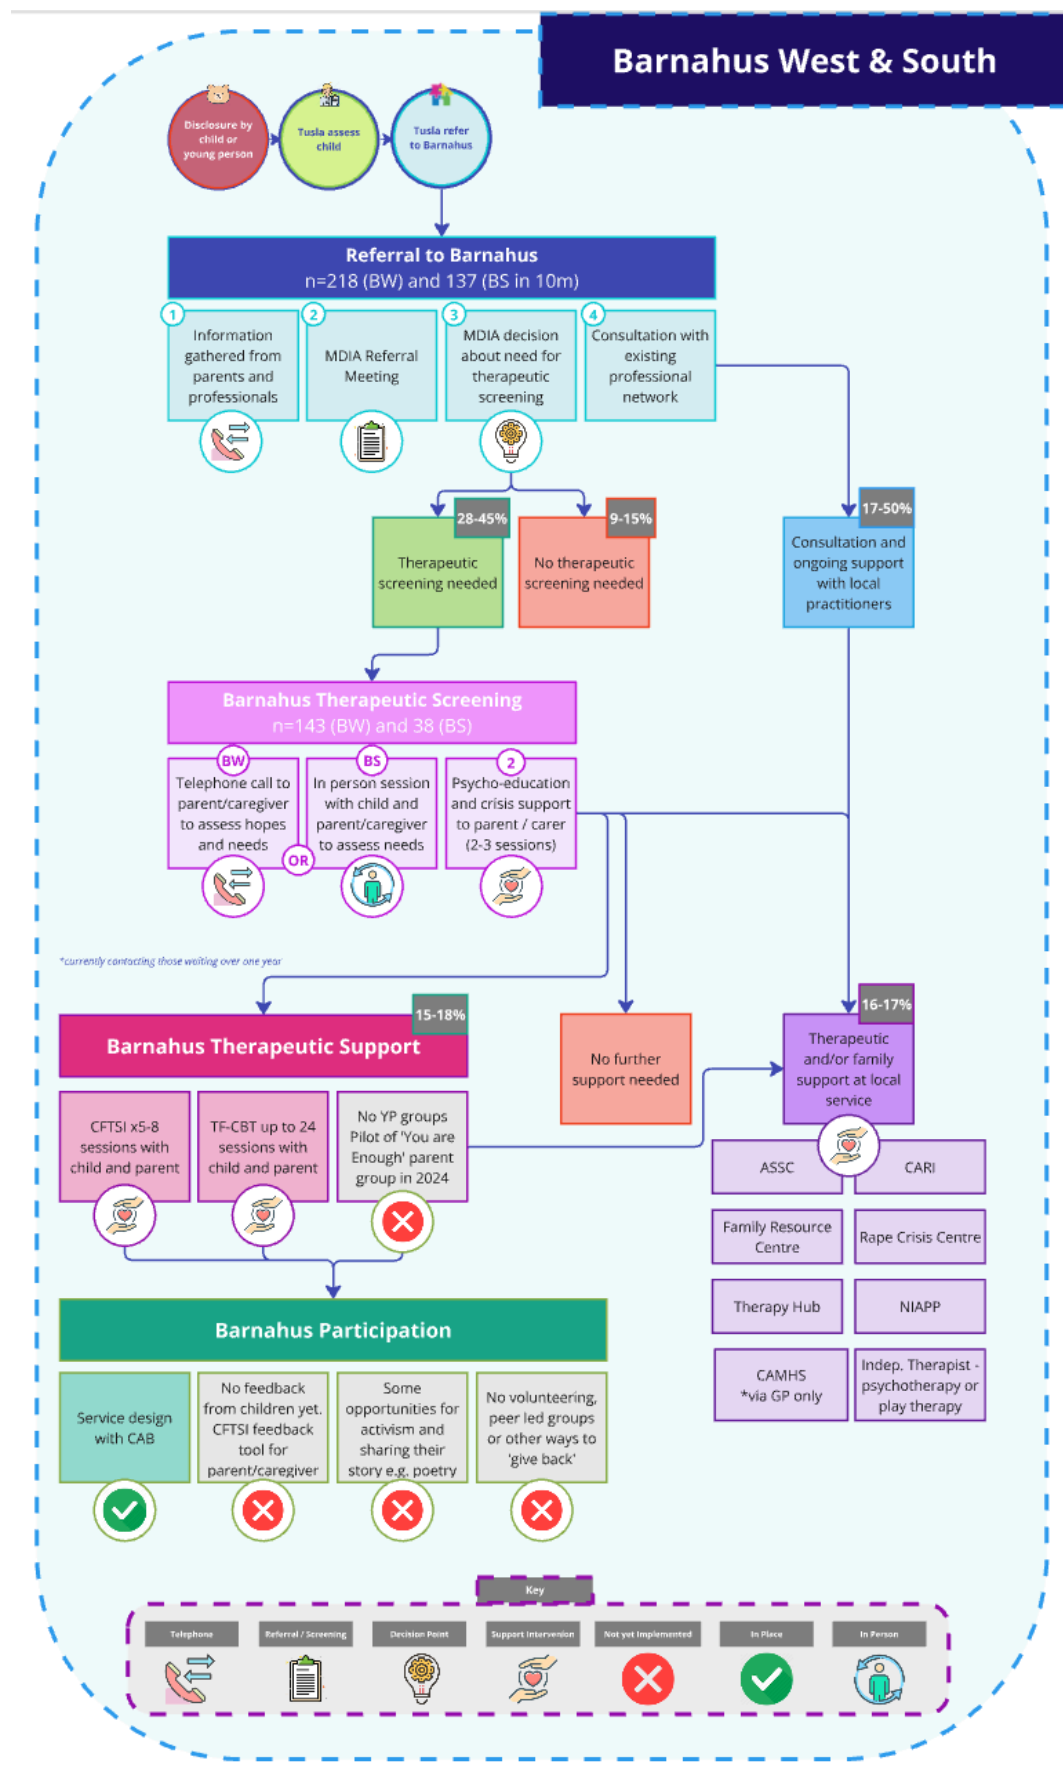 Barnahus West & South
Disclosure by
child or
young person
Tusla assess
child
Tusla refer
to Barnahus
Referral to Barnahus
n=218 (BW) and 137 (BS in 10m)
1
Information
gathered from
parents and
professionals
2
MDIA Referral
Meeting
3
MDIA decision
about need for
therapeutic
screening
4
Consultation with
existing
professional
network
28-45%
Therapeutic
screening needed
9-15%
No therapeutic
screening needed
17-50%
Consultation and
ongoing support
with local
practitioners
Barnahus Therapeutic Screening
n=143 (BW) and 38 (BS)
BW
Telephone call to
parent/caregiver
to assess hopes
and needs
OR
BS
In person session
with child and
parent/caregiver
to assess needs
2
Psycho-education
and crisis support
to parent / carer
(2-3 sessions)
*currently contacting those waiting over one year
15-18%
Barnahus Therapeutic Support
CFTSI x5-8
sessions with
child and parent
TF-CBT up to 24
sessions with
child and parent
No YP groups
Pilot of 'You are
Enough' parent
group in 2024
No further
support needed
16-17%
Therapeutic
and/or family
support at local
service
ASSC
CARI
Family Resource
Centre
Rape Crisis Centre
Therapy Hub
NIAPP
CAMHS
*via GP only
Indep. Therapist -
psychotherapy or
play therapy
Barnahus Participation
Service design
with CAB
No feedback
from children yet.
CFTSI feedback
tool for
parent/caregiver
Some
opportunities for
activism and
sharing their
story e.g. poetry
No volunteering,
peer led groups
or other ways to
'give back'
Key
Telephone
Referral / Screening
Decision Point
Support Intervenion
Not yet Implemented
In Place
In Person